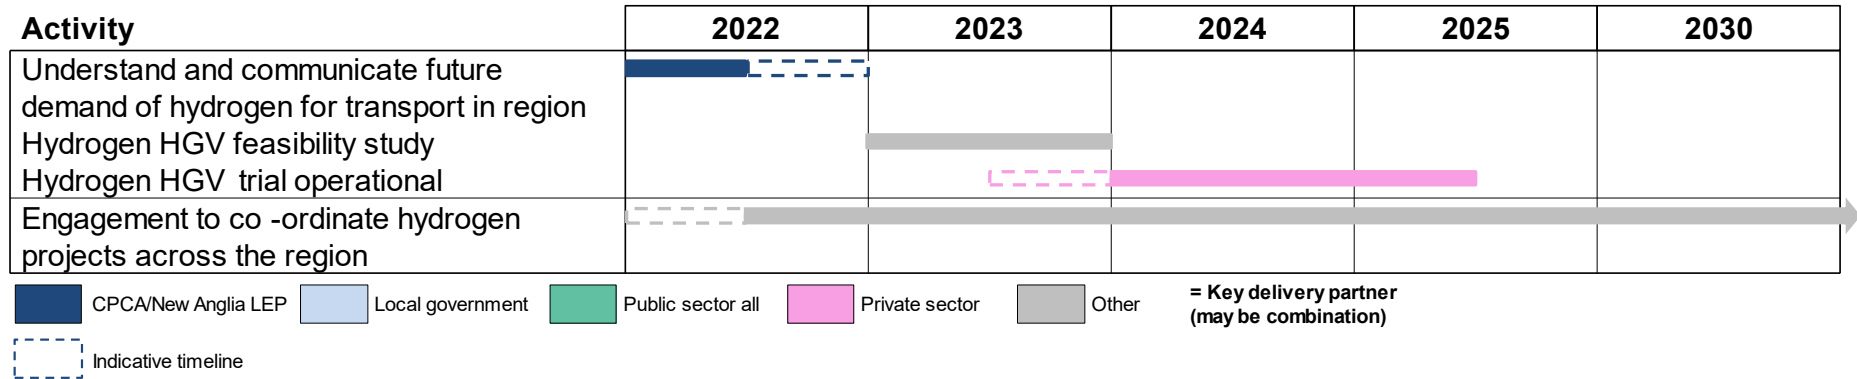 Activity 2022 2023 2024 2025 2030
Understand and communicate future
demand of hydrogen for transport in region
Hydrogen HGV feasibility study
Hydrogen HGV trial operational
Engagement to co -ordinate hydrogen
projects across the region
CPCA/New Anglia LEP Local government Public sector all Private sector Other = Key delivery partner
(may be combination)
Indicative timeline